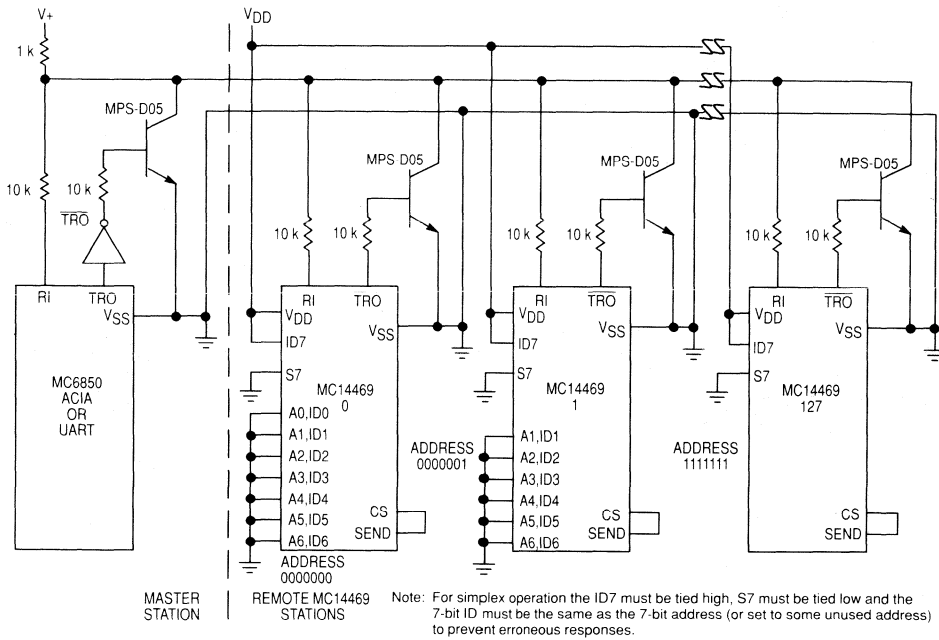 V+
VDD
1 k
MPS-D05
MPS-D05
MPS-D05
MPS-D05
10 k
10 k
TRO
10 k
10 k
10 k
10 k
10 k
10 k
RI
TRO
VSS
MC6850
ACIA
OR
UART
RI
TRO
VDD
ID7
VSS
S7
MC14469
0
A0,ID0
A1,ID1
A2,ID2
A3,ID3
A4,ID4
A5,ID5
A6,ID6
CS
SEND
ADDRESS
0000000
RI
TRO
VDD
ID7
VSS
S7
MC14469
1
ADDRESS
0000001
A1,ID1
A2,ID2
A3,ID3
A4,ID4
A5,ID5
A6,ID6
CS
SEND
RI
TRO
VDD
ID7
VSS
S7
MC14469
127
ADDRESS
1111111
CS
SEND
MASTER
STATION
REMOTE MC14469
STATIONS
Note: For simplex operation the ID7 must be tied high, S7 must be tied low and the
7-bit ID must be the same as the 7-bit address (or set to some unused address)
to prevent erroneous responses.